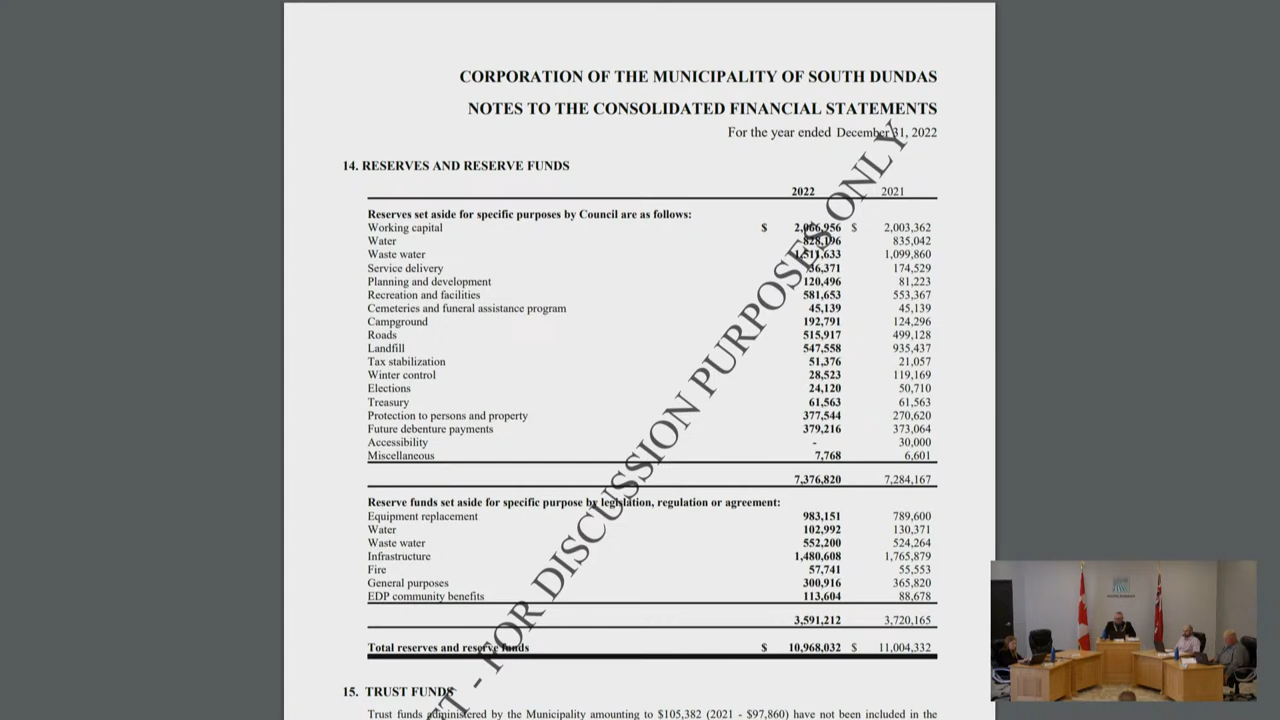 CORPORATION OF THE MUNICIPALITY OF SOUTH DUNDAS
NOTES TO THE CONSOLIDATED FINANCIAL STATEMENTS
For the year ended December 31, 2022
14. RESERVES AND RESERVE FUNDS
2022 2021
Reserves set aside for specific purposes by Council are as follows:
Working capital $ 2,066,956 $ 2,003,362
Water 828,196 835,042
Waste water 1,511,633 1,099,860
Service delivery 36,371 174,529
Planning and development 120,496 81,223
Recreation and facilities 581,653 553,367
Cemeteries and funeral assistance program 45,139 45,139
Campground 192,791 124,296
Roads 515,917 499,128
Landfill 547,558 935,437
Tax stabilization 51,376 21,057
Winter control 28,523 119,169
Elections 24,120 50,710
Treasury 61,563 61,563
Protection to persons and property 377,544 270,620
Future debenture payments 379,216 373,064
Accessibility - 30,000
Miscellaneous 7,768 6,601
7,376,820 7,284,167
Reserve funds set aside for specific purpose by legislation, regulation or agreement:
Equipment replacement 983,151 789,600
Water 102,992 130,371
Waste water 552,200 524,264
Infrastructure 1,480,608 1,765,879
Fire 57,741 55,553
General purposes 300,916 365,820
EDP community benefits 113,604 88,678
3,591,212 3,720,165
Total reserves and reserve funds $ 10,968,032 $ 11,004,332
15. TRUST FUNDS
Trust funds administered by the Municipality amounting to $105,382 (2021 - $97,860) have not been included in the
T - FOR DISCUSSION PURPOSES ONLY